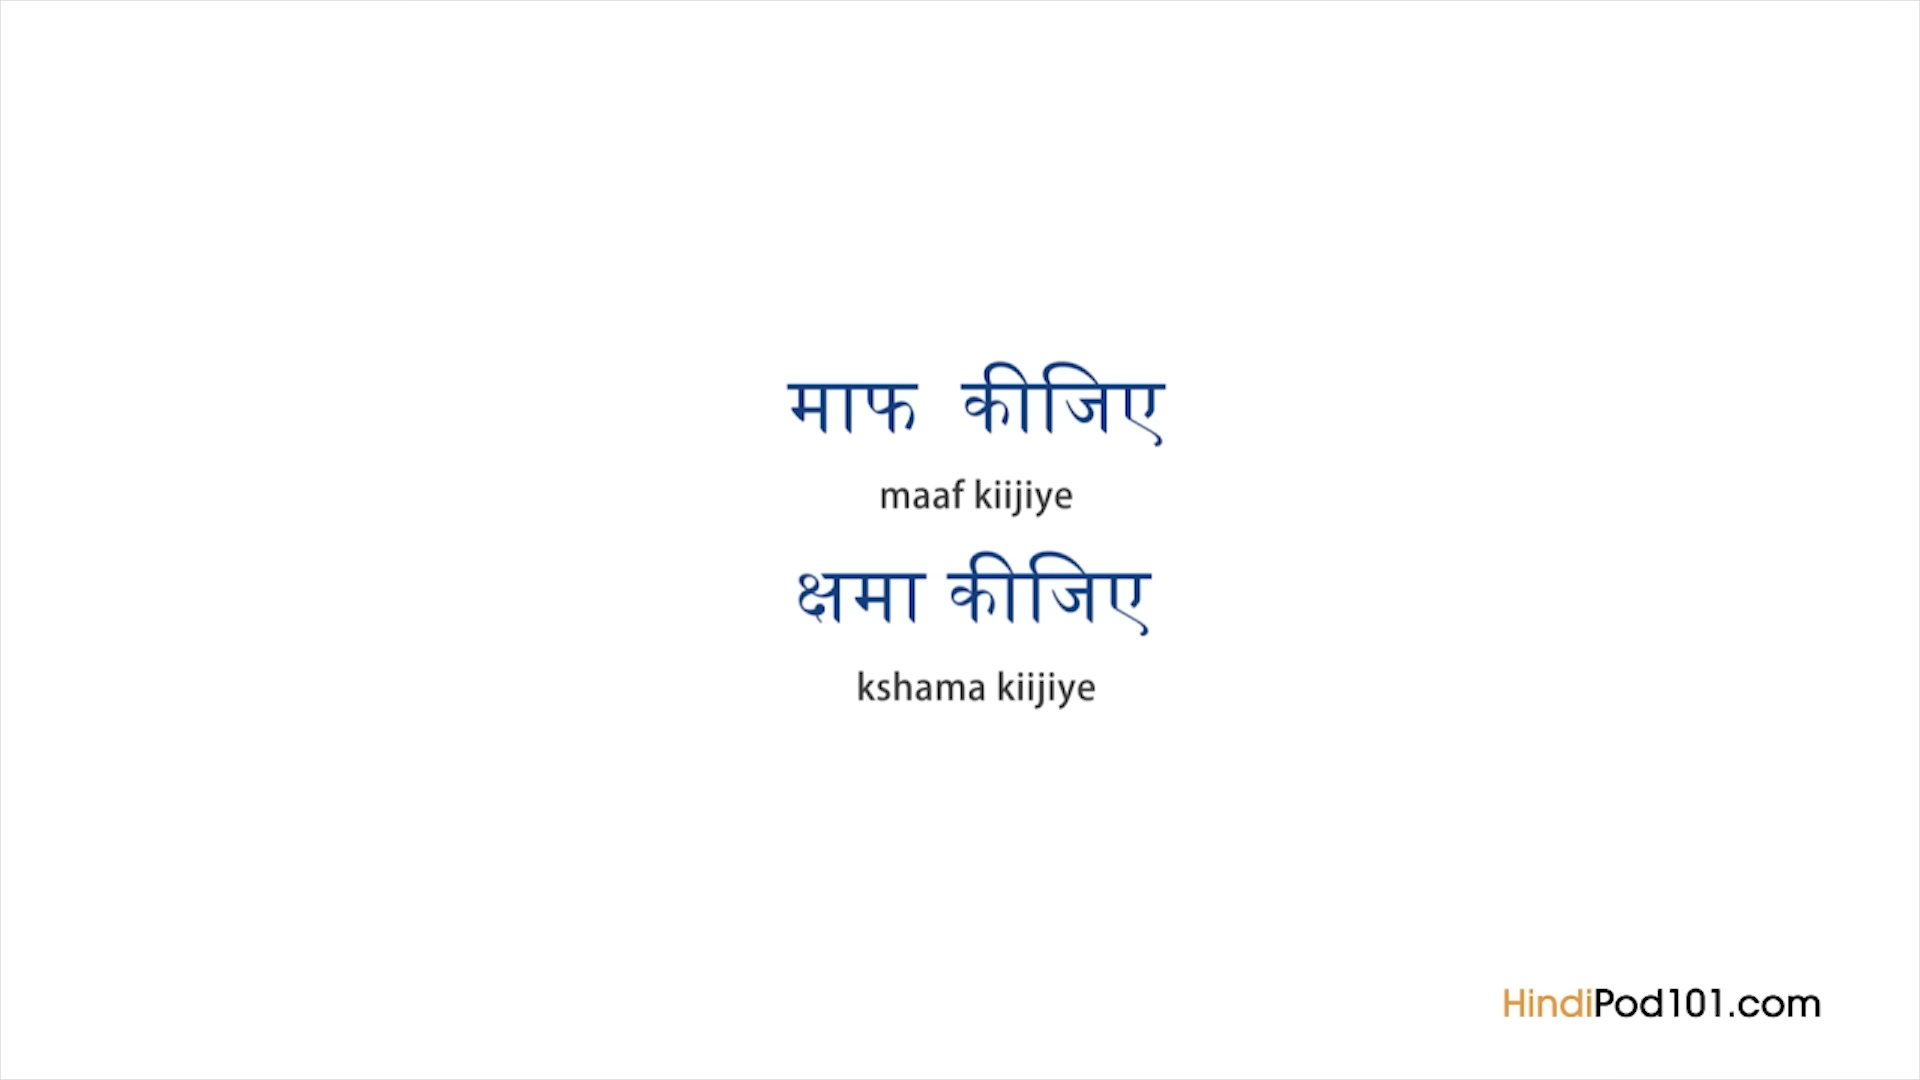 माफ कीजिए
maaf kiijiye
क्षमा कीजिए
kshama kiijiye
HindiPod101.com